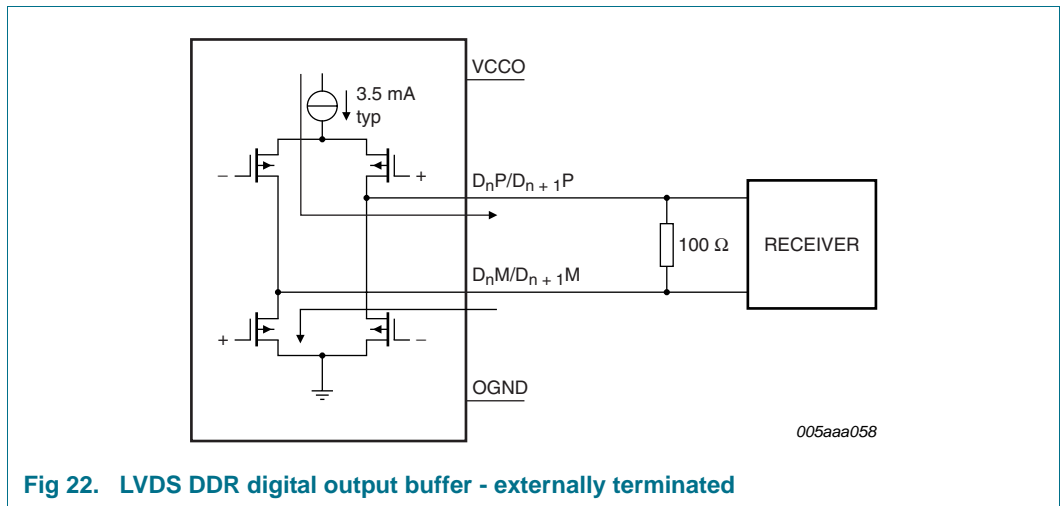 VCCO
3.5 mA
typ
– +
DnP/Dn + 1P
100 Ω
RECEIVER
DnM/Dn + 1M
+ –
OGND
005aaa058
Fig 22. LVDS DDR digital output buffer - externally terminated